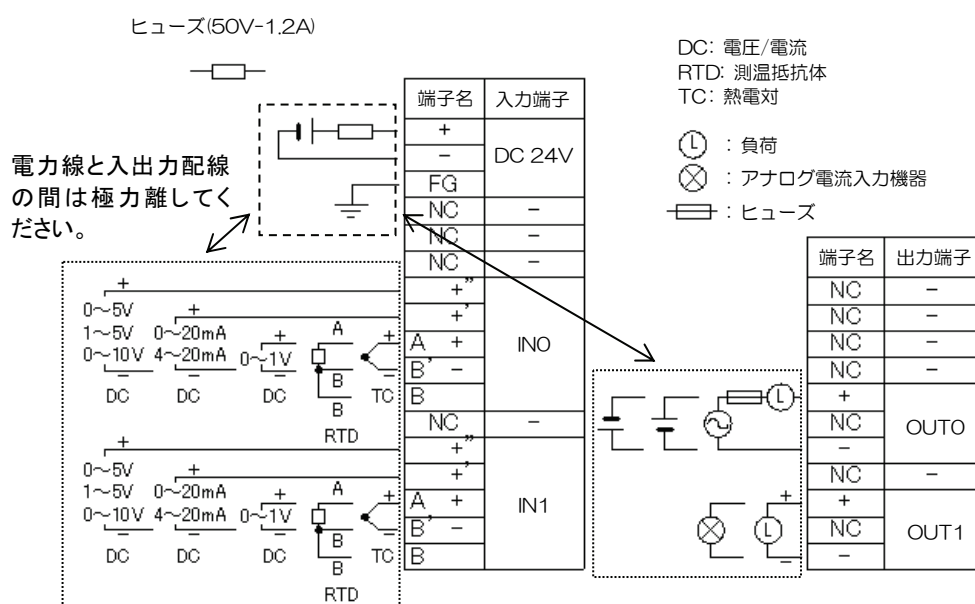 ヒューズ(50V-1.2A)
DC: 電圧/電流
RTD: 測温抵抗体
TC: 熱電対
Ⓛ : 負荷
: アナログ電流入力機器
: ヒューズ
電力線と入出力配線
の間は極力離してく
ださい。
端子名 入力端子
+
− DC 24V
FG
NC −
NC −
NC −
+”
+’
A + IN0
B’ −
B
NC −
+”
+’
A + IN1
B’ −
B
+
0～5V +
1～5V 0～20mA + A +
0～10V 4～20mA 0～1V
− − − B −
DC DC DC B TC
RTD
+
0～5V +
1～5V 0～20mA + A +
0～10V 4～20mA 0～1V
− − − B −
DC DC DC B TC
RTD
端子名 出力端子
NC −
NC −
NC −
NC −
+
NC OUT0
−
NC −
+
NC OUT1
−
L
+
L
−